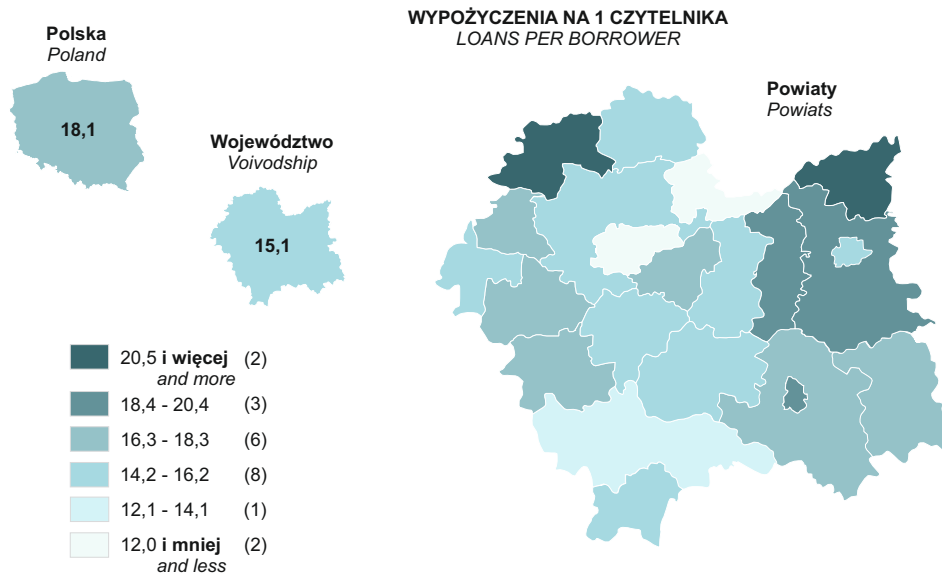 WYPOŻYCZENIA NA 1 CZYTELNIKA
LOANS PER BORROWER
Polska
Poland
18,1
Województwo
Voivodship
15,1
Powiaty
Powiats
20,5 i więcej (2)
and more
18,4 - 20,4 (3)
16,3 - 18,3 (6)
14,2 - 16,2 (8)
12,1 - 14,1 (1)
12,0 i mniej (2)
and less